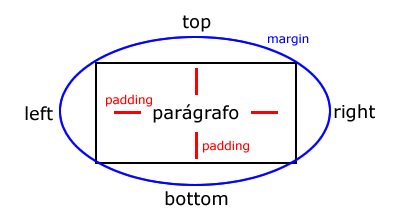 top
margin
padding
left
parágrafo
right
padding
bottom